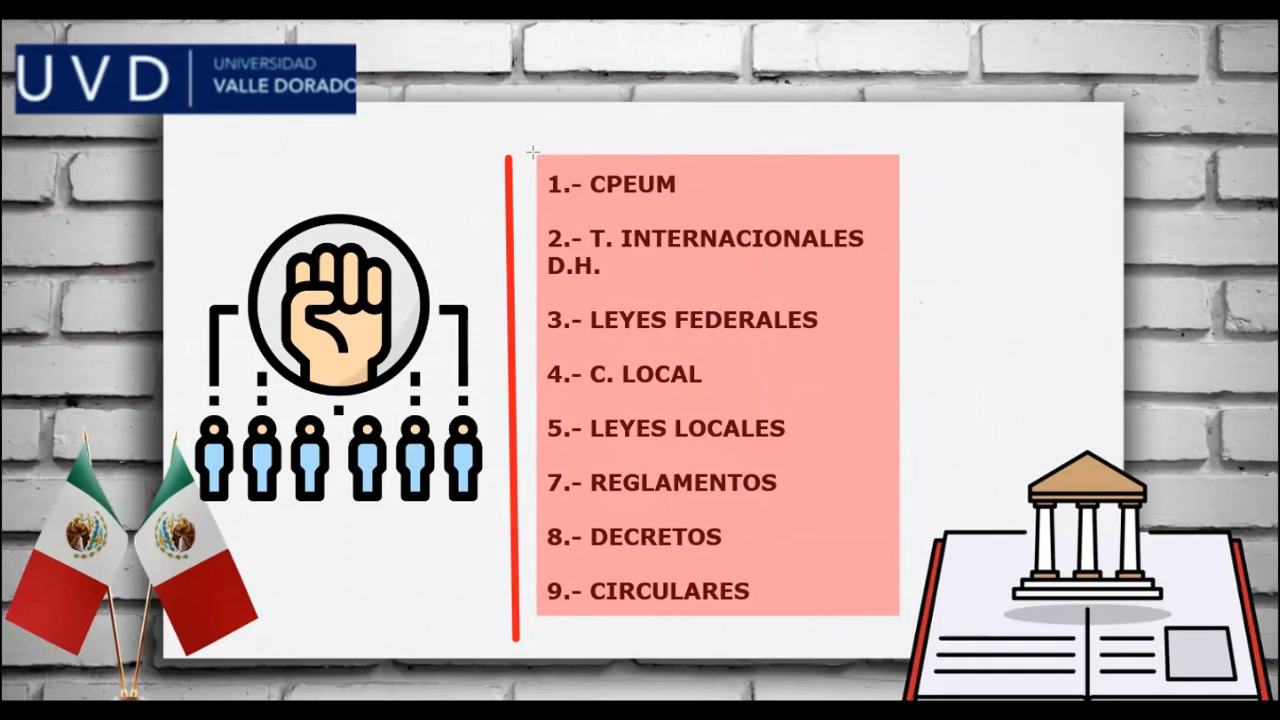 UVD
UNIVERSIDAD
VALLE DORADO
1.- CPEUM
2.- T. INTERNACIONALES
D.H.
3.- LEYES FEDERALES
4.- C. LOCAL
5.- LEYES LOCALES
7.- REGLAMENTOS
8.- DECRETOS
9.- CIRCULARES